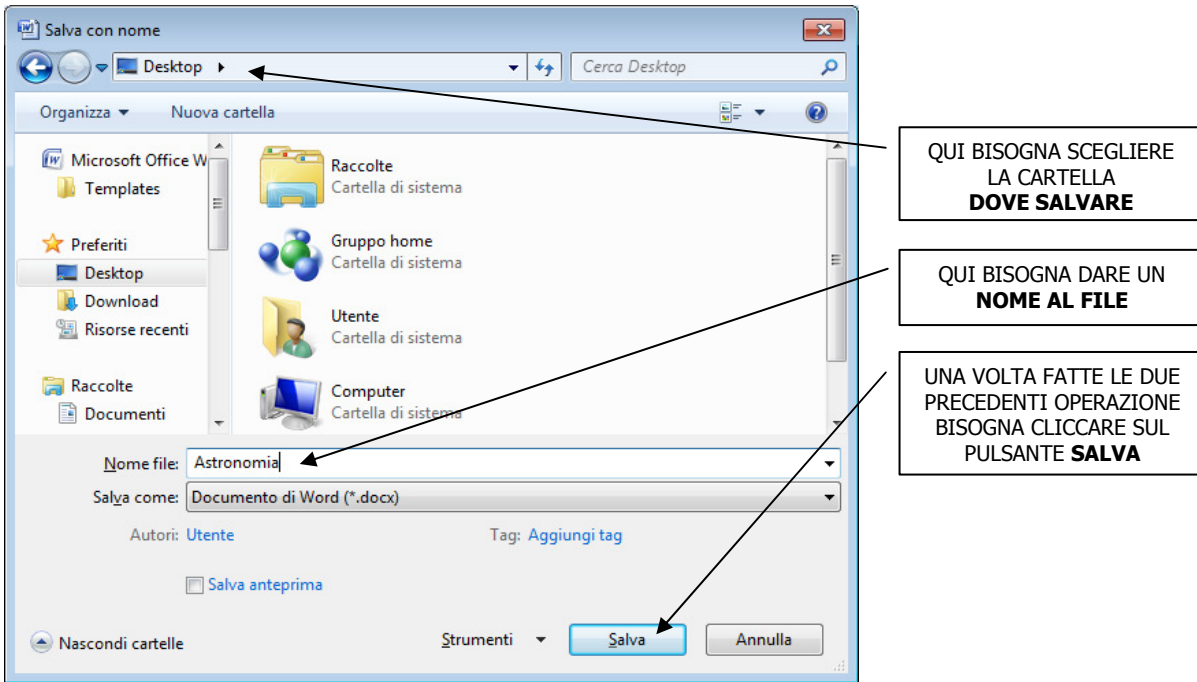 Salva con nome
Desktop
Cerca Desktop
Organizza
Nuova cartella
Microsoft Office W
Templates
Preferiti
Desktop
Download
Risorse recenti
Raccolte
Documenti
Raccolte
Cartella di sistema
Gruppo home
Cartella di sistema
Utente
Cartella di sistema
Computer
Cartella di sistema
Nome file: Astronomia
Salva come: Documento di Word (*.docx)
Autori: Utente Tag: Aggiungi tag
Salva anteprima
Nascondi cartelle Strumenti Salva Annulla
QUI BISOGNA SCEGLIERE
LA CARTELLA
DOVE SALVARE
QUI BISOGNA DARE UN
NOME AL FILE
UNA VOLTA FATTE LE DUE
PRECEDENTI OPERAZIONE
BISOGNA CLICCARE SUL
PULSANTE SALVA